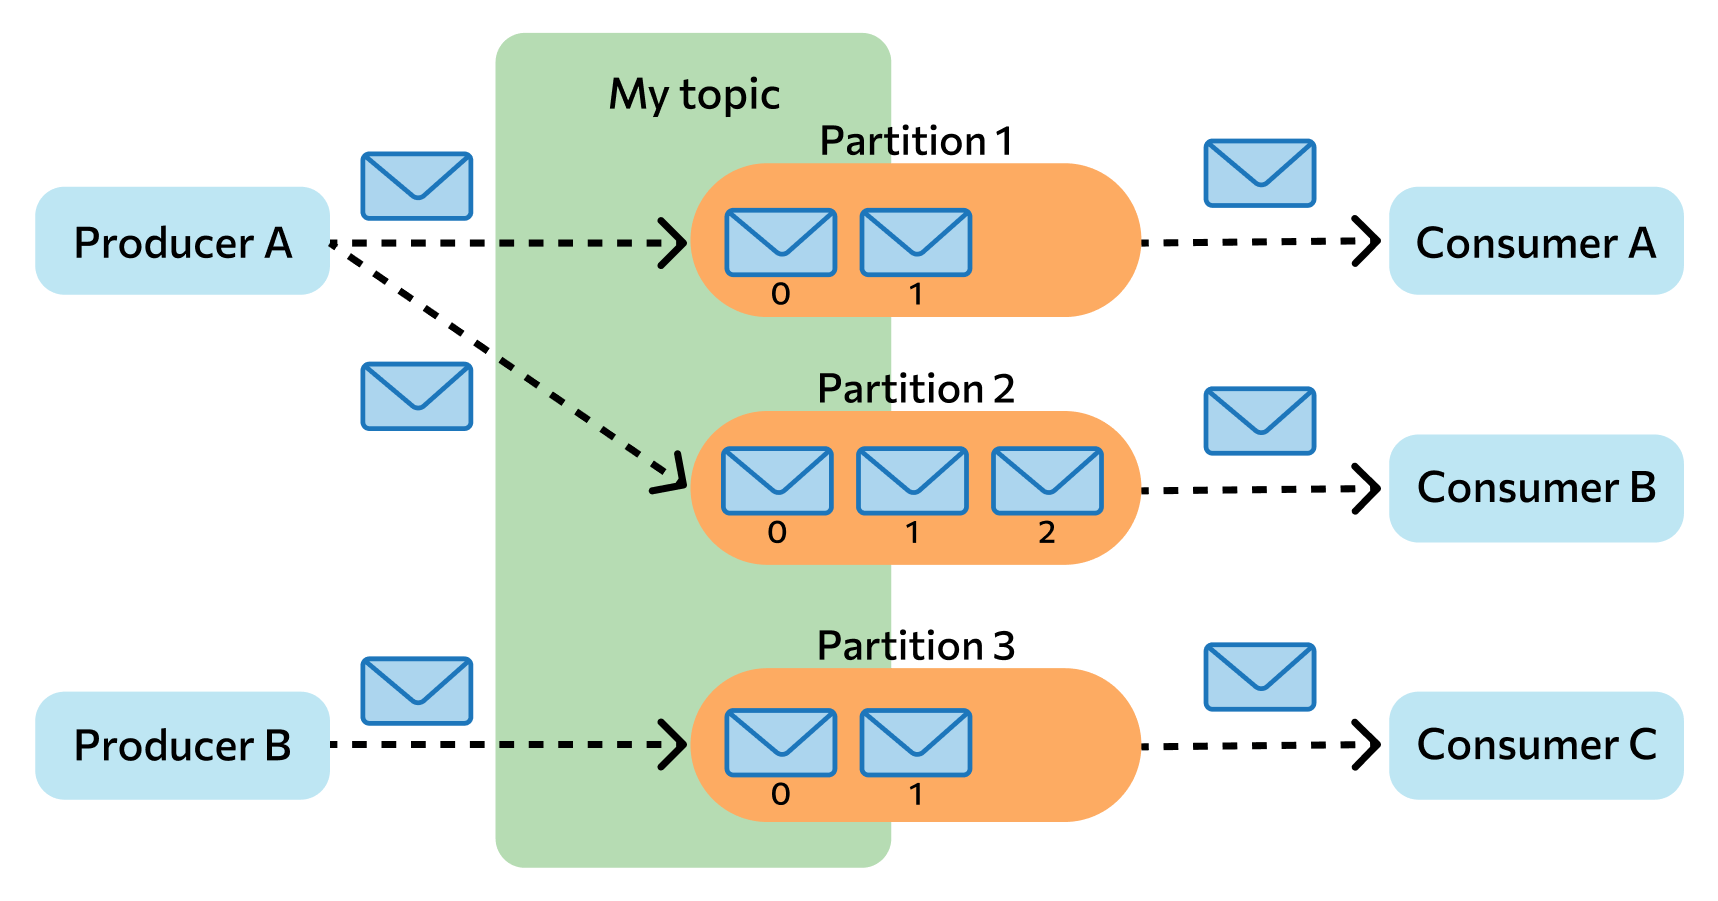 My topic
Partition 1
Producer A
0 1
Consumer A
Partition 2
0 1 2
Consumer B
Partition 3
Producer B
0 1
Consumer C